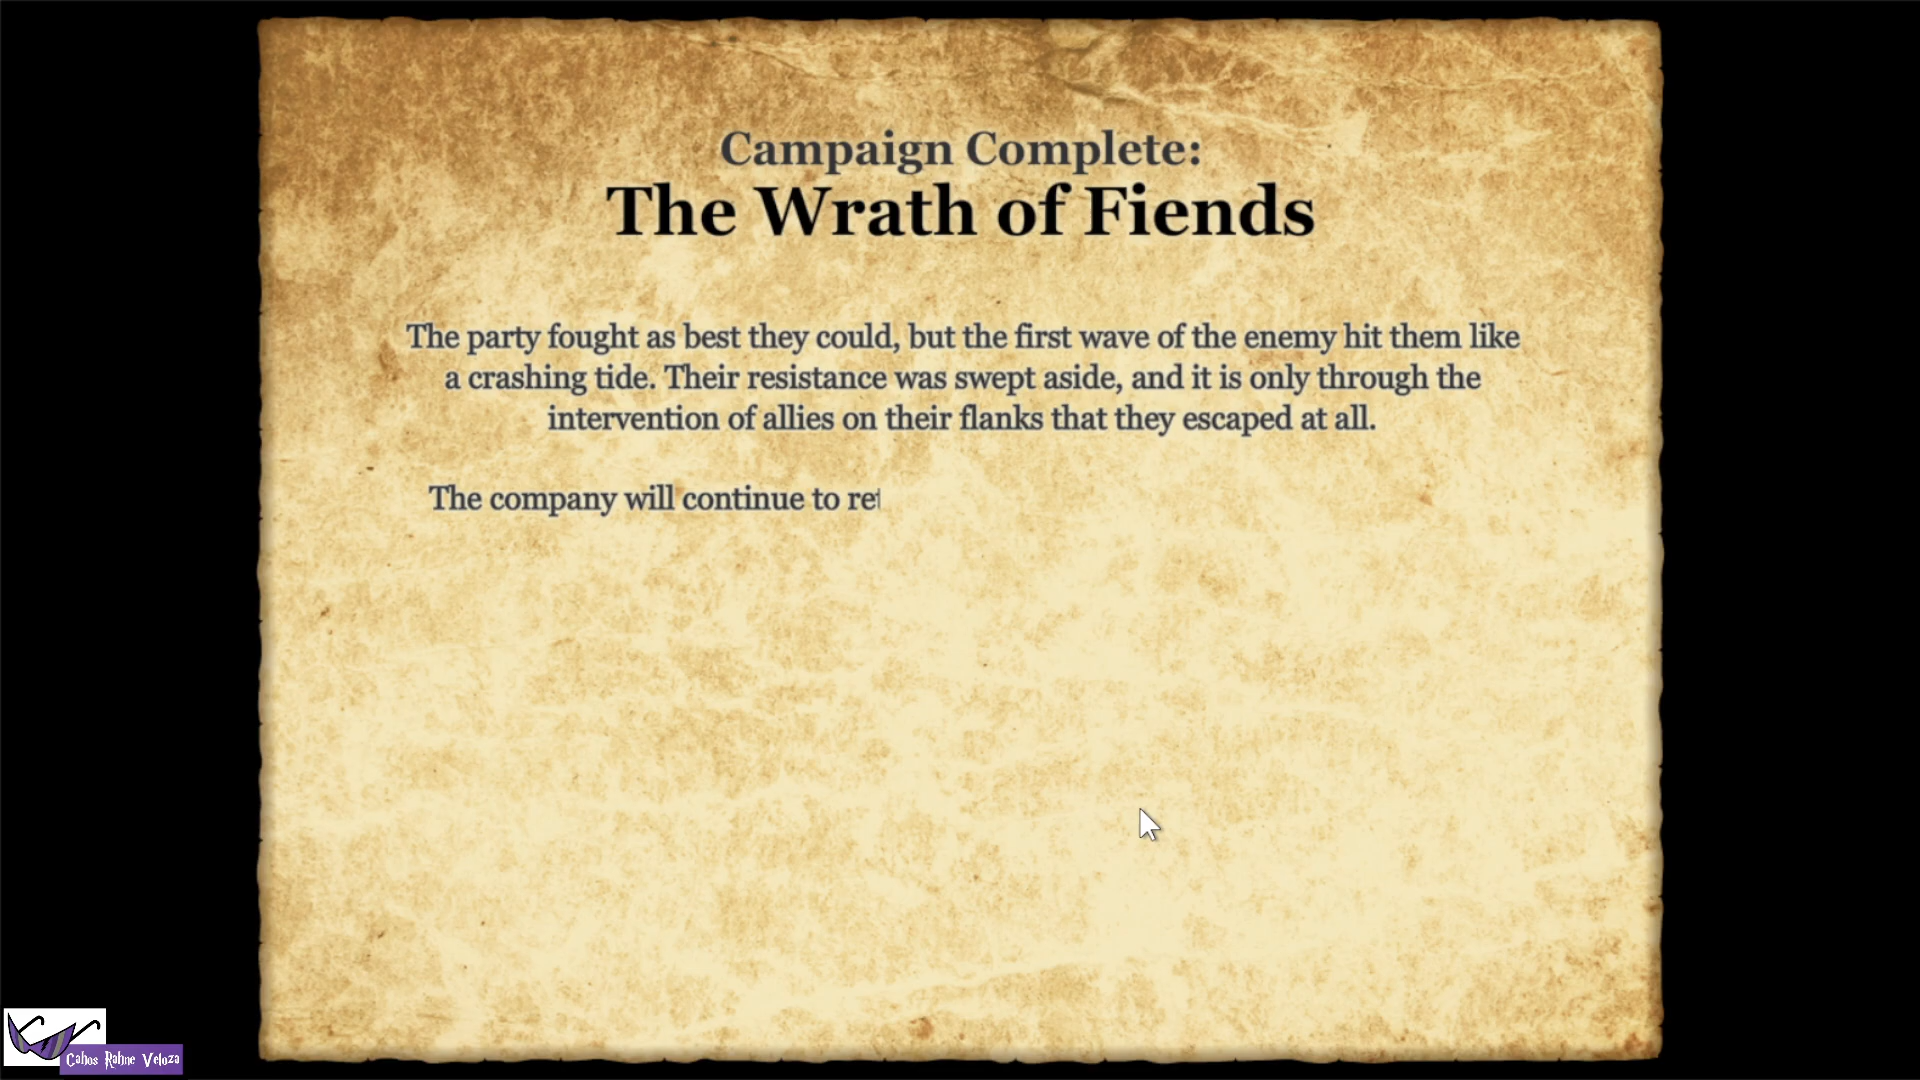 Campaign Complete:
The Wrath of Fiends
The party fought as best they could, but the first wave of the enemy hit them like
a crashing tide. Their resistance was swept aside, and it is only through the
intervention of allies on their flanks that they escaped at all.
The company will continue to ret
Cahos Rahne Veloza